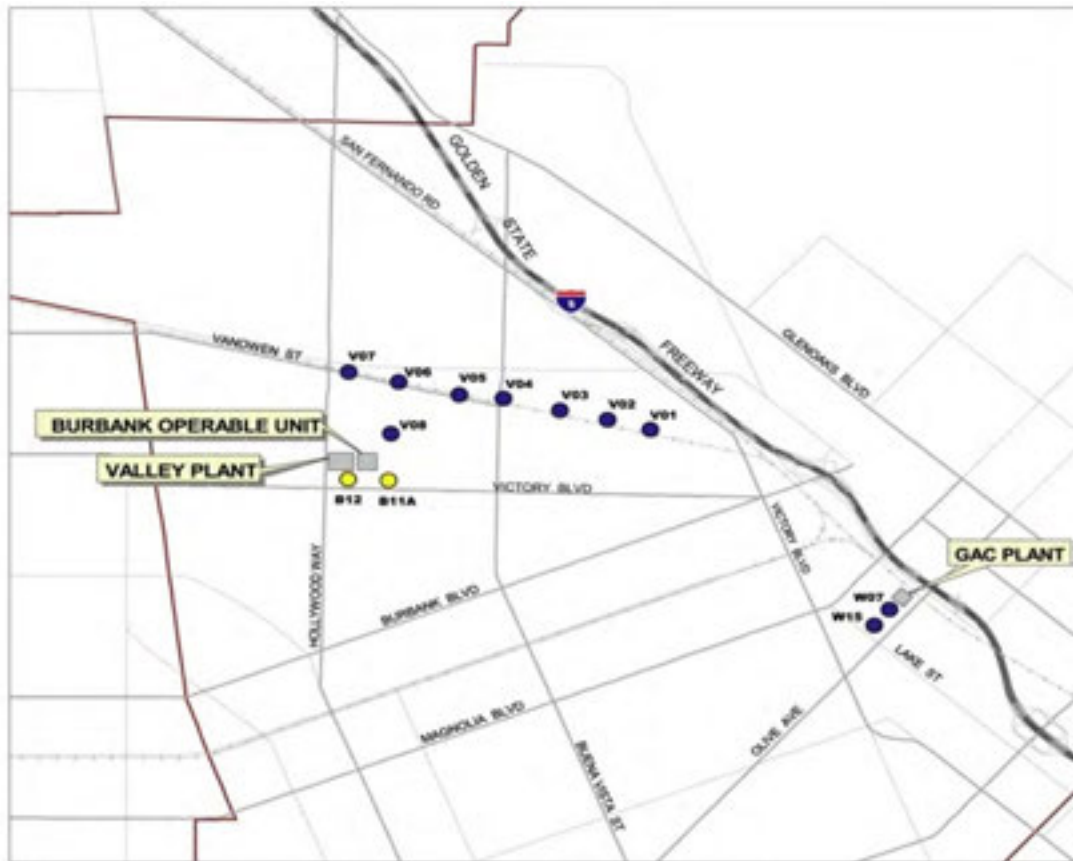 GOLDEN
STATE
SAN FERNANDO RD
5
FREEWAY
GLENOAKS BLVD
VANOWEN ST
V07
V06
V05
V04
V03
V02
V01
V08
BURBANK OPERABLE UNIT
VALLEY PLANT
B12
B11A
VICTORY BLVD
VICTORY BLVD
HOLLYWOOD WAY
BURBANK BLVD
GAC PLANT
W07
W15
LAKE ST
MAGNOLIA BLVD
OLIVE AVE
BUENA VISTA ST